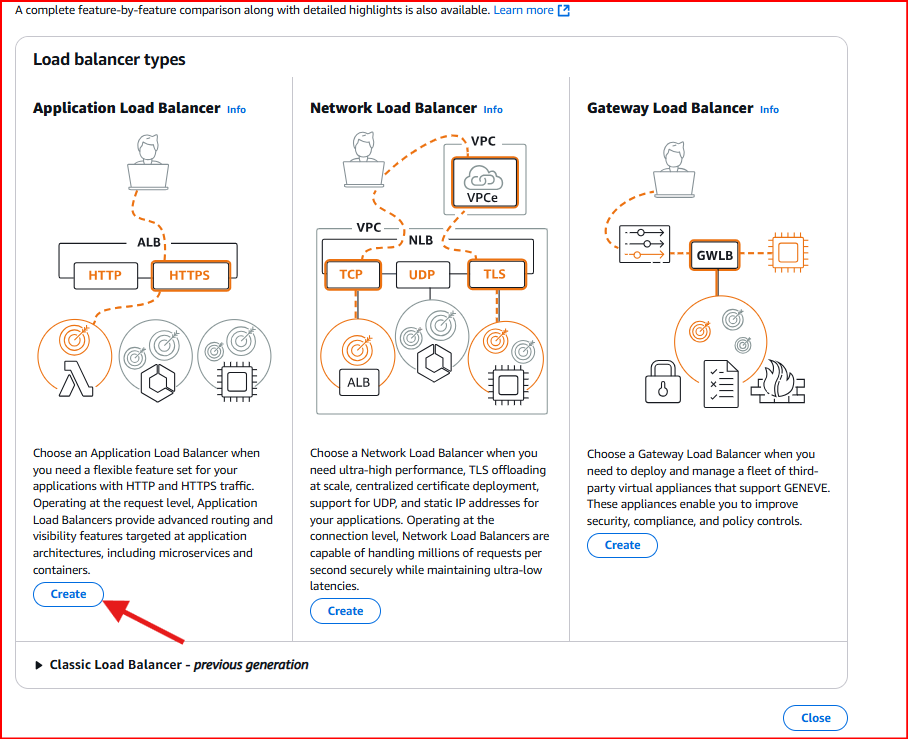 A complete feature-by-feature comparison along with detailed highlights is also available. Learn more
Load balancer types
Application Load Balancer Info
ALB
HTTP
HTTPS
Choose an Application Load Balancer when
you need a flexible feature set for your
applications with HTTP and HTTPS traffic.
Operating at the request level, Application
Load Balancers provide advanced routing and
visibility features targeted at application
architectures, including microservices and
containers.
Create
Network Load Balancer Info
VPC
VPCe
VPC
NLB
TCP
UDP
TLS
ALB
Choose a Network Load Balancer when you
need ultra-high performance, TLS offloading
at scale, centralized certificate deployment,
support for UDP, and static IP addresses for
your applications. Operating at the
connection level, Network Load Balancers are
capable of handling millions of requests per
second securely while maintaining ultra-low
latencies.
Create
Gateway Load Balancer Info
GWLB
Choose a Gateway Load Balancer when you
need to deploy and manage a fleet of third-
party virtual appliances that support GENEVE.
These appliances enable you to improve
security, compliance, and policy controls.
Create
Classic Load Balancer - previous generation
Close